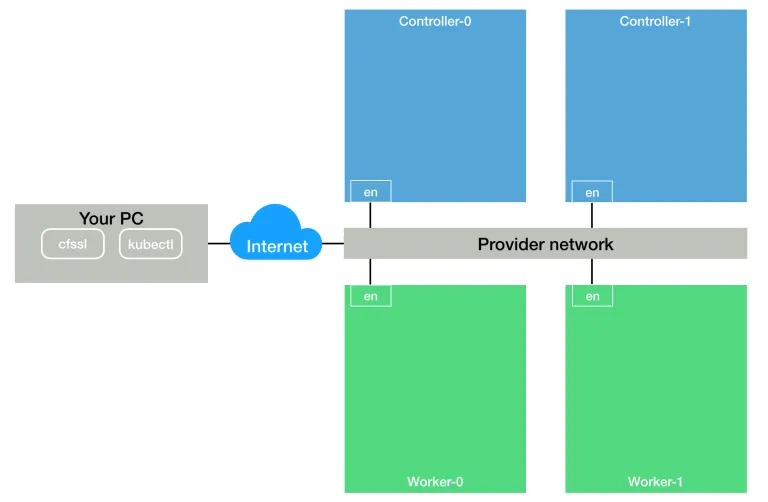 Controller-0
Controller-1
en
en
Your PC
cfssl
kubectl
Internet
Provider network
en
en
Worker-0
Worker-1